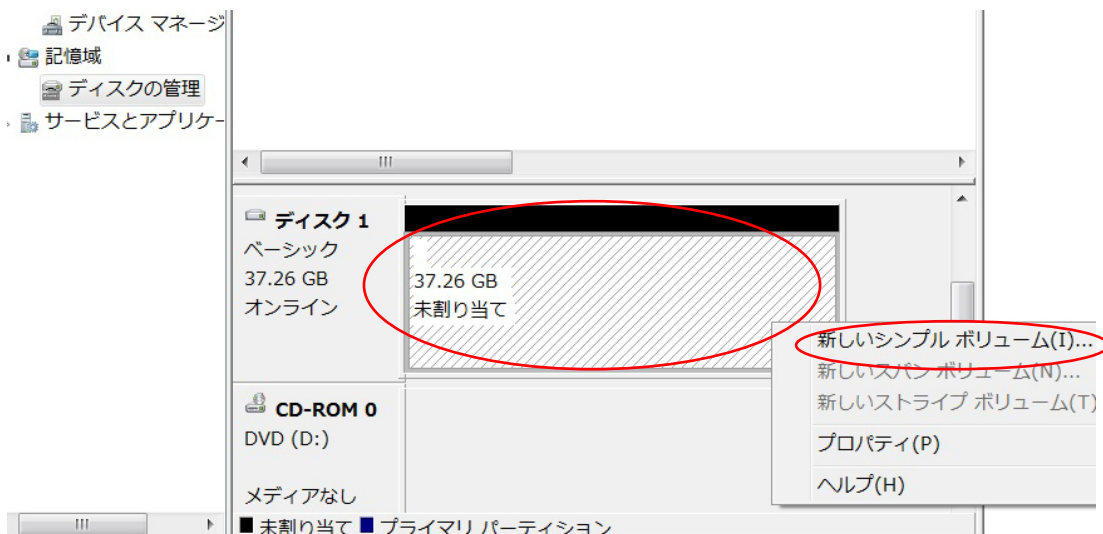 デバイス マネージ
記憶域
ディスクの管理
サービスとアプリケー
ディスク 1
ベーシック
37.26 GB
オンライン
37.26 GB
未割り当て
新しいシンプル ボリューム(I)...
新しいスパン ボリューム(N)...
新しいストライプ ボリューム(T)
プロパティ(P)
ヘルプ(H)
CD-ROM 0
DVD (D:)
メディアなし
未割り当て プライマリ パーティション